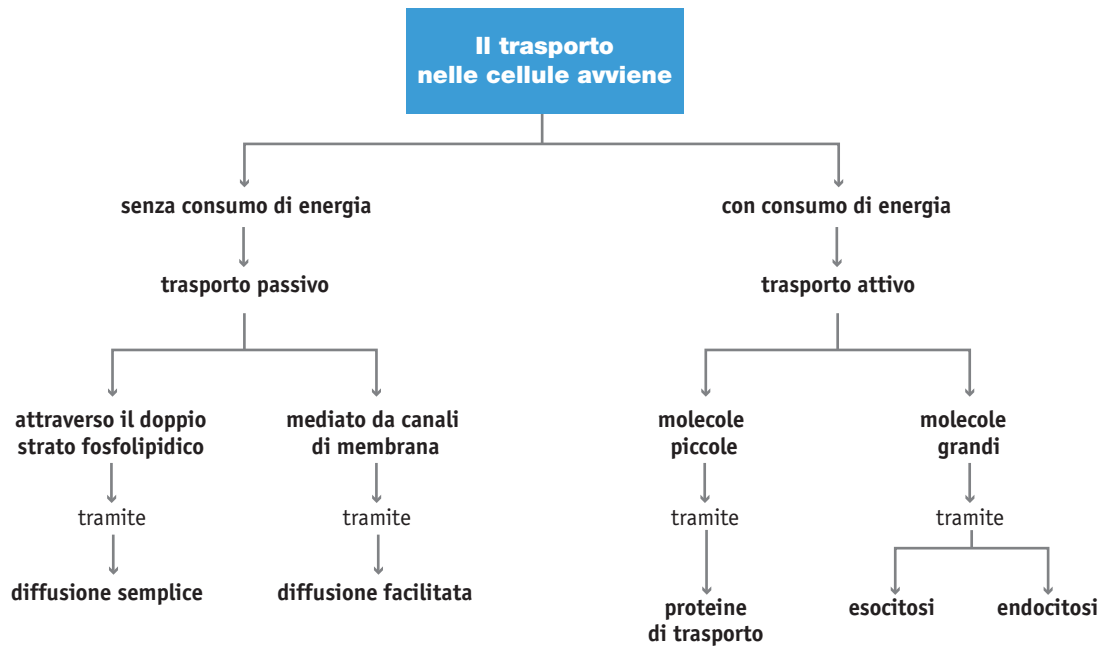 Il trasporto
nelle cellule avviene
senza consumo di energia
con consumo di energia
trasporto passivo
trasporto attivo
attraverso il doppio
strato fosfolipidico
mediato da canali
di membrana
molecole
piccole
molecole
grandi
tramite
tramite
tramite
tramite
diffusione semplice
diffusione facilitata
proteine
di trasporto
esocitosi
endocitosi